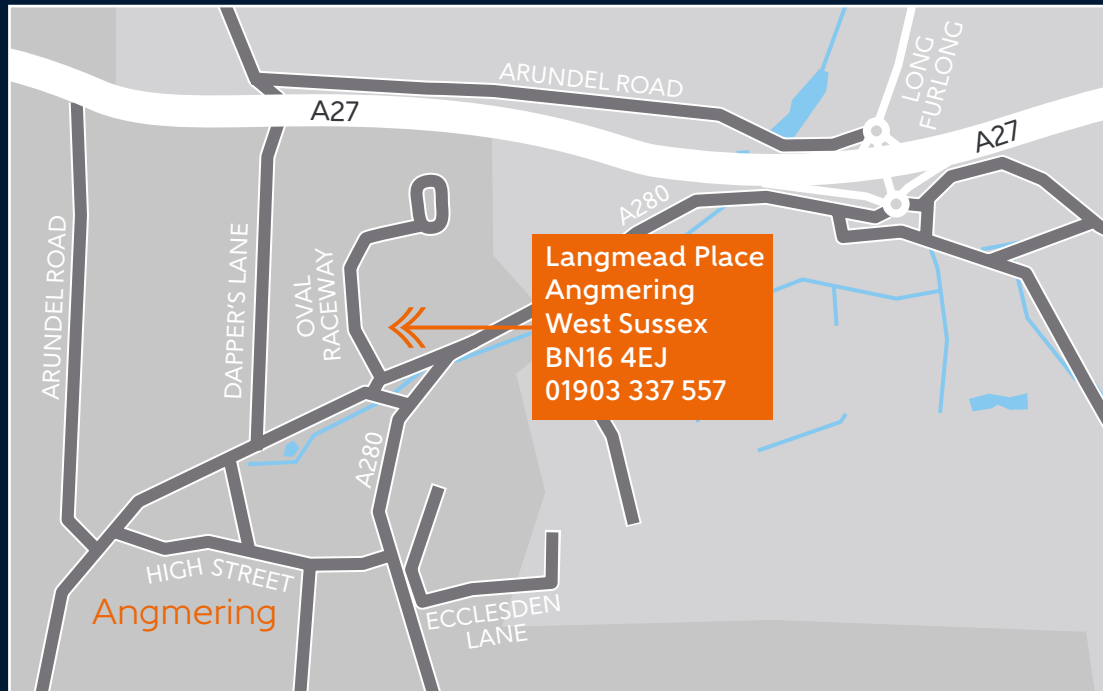 ARUNDEL ROAD
LONG
FURLONG
A27
A27
A280
ARUNDEL ROAD
DAPPER'S LANE
OVAL
RACEWAY
Langmead Place
Angmering
West Sussex
BN16 4EJ
01903 337 557
A280
HIGH STREET
Angmering
ECCLESDEN
LANE